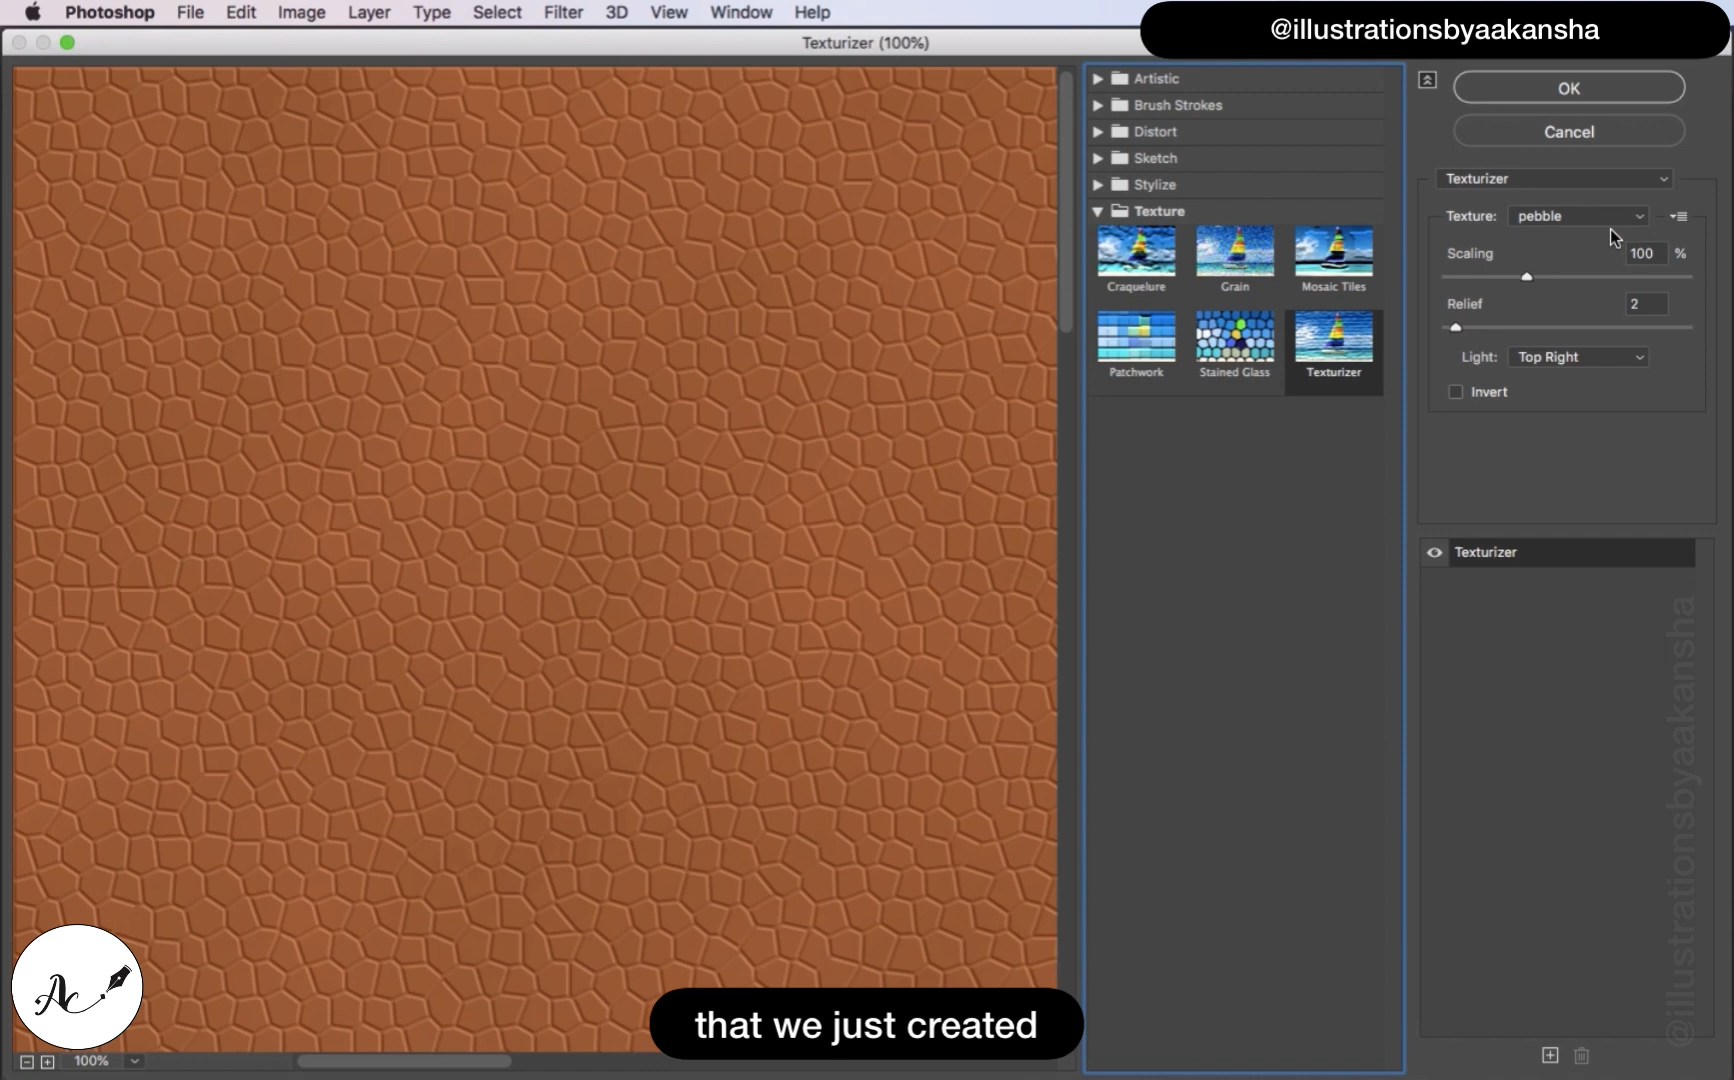 Photoshop File Edit Image Layer Type Select Filter 3D View Window Help
@illustrationsbyaakansha
Texturizer (100%)
Artistic
Brush Strokes
Distort
Sketch
Stylize
Texture
Craquelure Grain Mosaic Tiles
Patchwork Stained Glass Texturizer
OK
Cancel
Texturizer
Texture: pebble
Scaling 100 %
Relief 2
Light: Top Right
Invert
Texturizer
@illustrationsbyaakansha
Ac
that we just created
100%